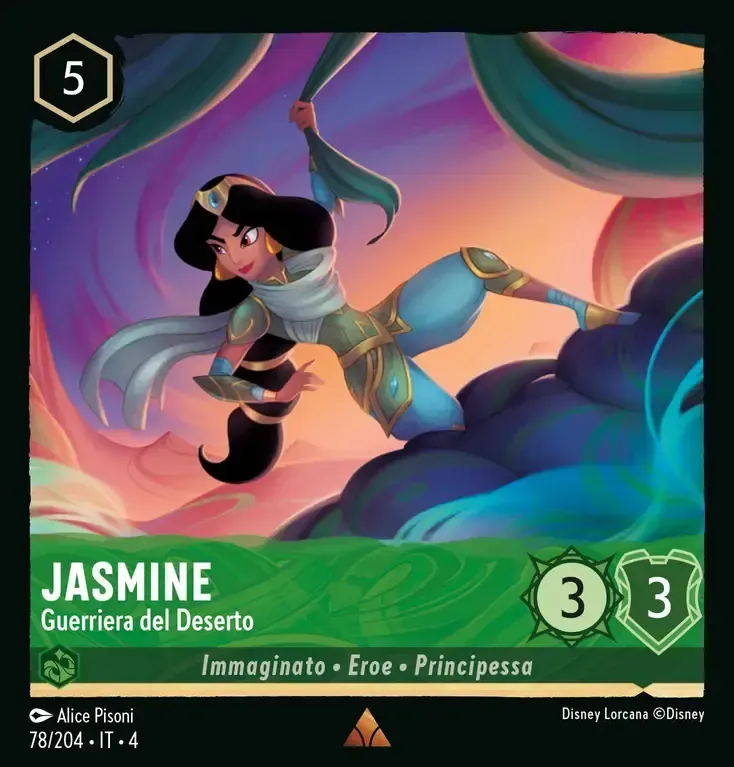 5
JASMINE
Guerriera del Deserto
3
3
Immaginato • Eroe • Principessa
Alice Pisoni
Disney Lorcana ©Disney
78/204 • IT • 4